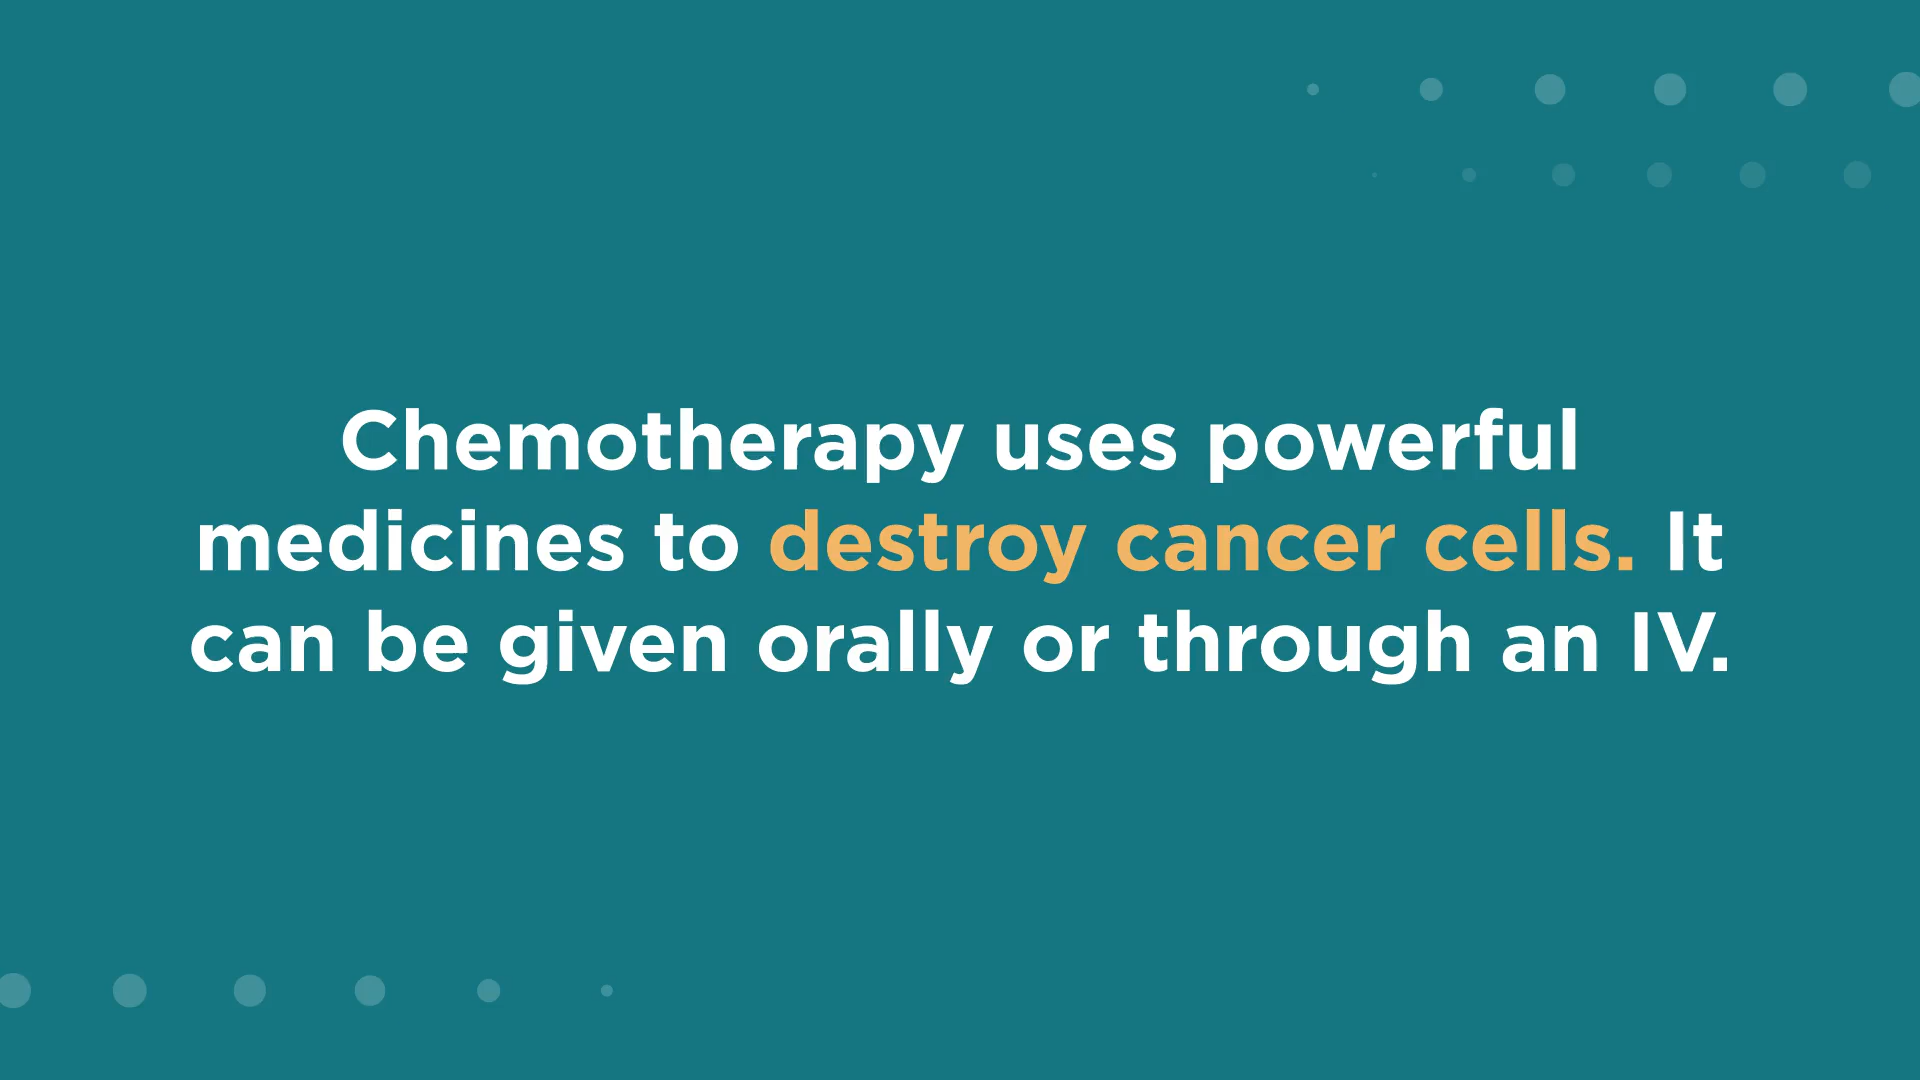 Chemotherapy uses powerful
medicines to destroy cancer cells. It
can be given orally or through an IV.